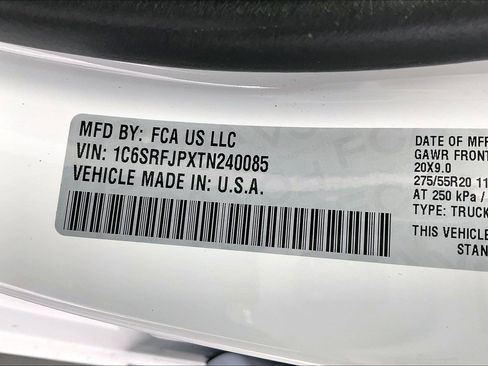 MFD BY: FCA US LLC
VIN: 1C6SRFJPXTN240085
VEHICLE MADE IN: U.S.A.
DATE OF MFR
GAWR FRONT
20X9.0
275/55R20 11
AT 250 kPa /
TYPE: TRUCK
THIS VEHICLE
STAN